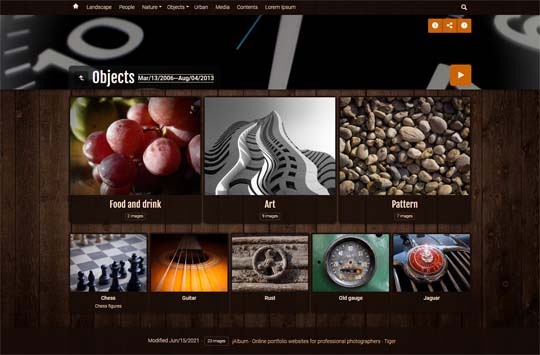 Landscape People Nature Objects Urban Media Contents Lorem Ipsum
Objects Mar/13/2006—Aug/04/2013
Food and drink Art Pattern
2 images 9 images 7 images
Chess Guitar Rust Old gauge Jaguar
Chess figures
Modified Jun/15/2021 · 23 images jAlbum · Online portfolio websites for professional photographers · Tiger